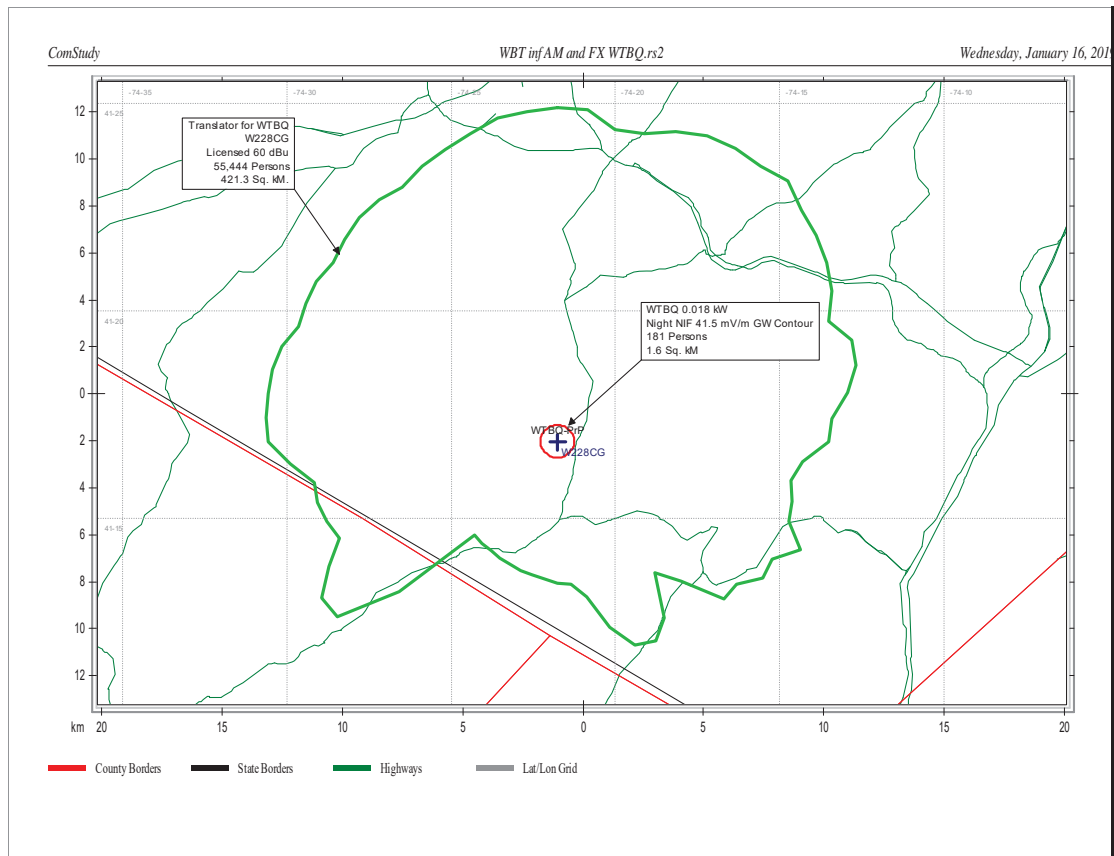 ComStudy
WBT inf AM and FX WTBQ.rs2
Wednesday, January 16, 2019
-74-35
-74-30
-74-25
-74-20
-74-15
-74-10
41-25
41-20
41-15
Translator for WTBQ
W228CG
Licensed 60 dBu
55,444 Persons
421.3 Sq. kM.
WTBQ 0.018 kW
Night NIF 41.5 mV/m GW Contour
181 Persons
1.6 Sq. kM
WTBQ-PrP
W228CG
12
10
8
6
4
2
0
2
4
6
8
10
12
km
20
15
10
5
0
5
10
15
20
County Borders
State Borders
Highways
Lat/Lon Grid